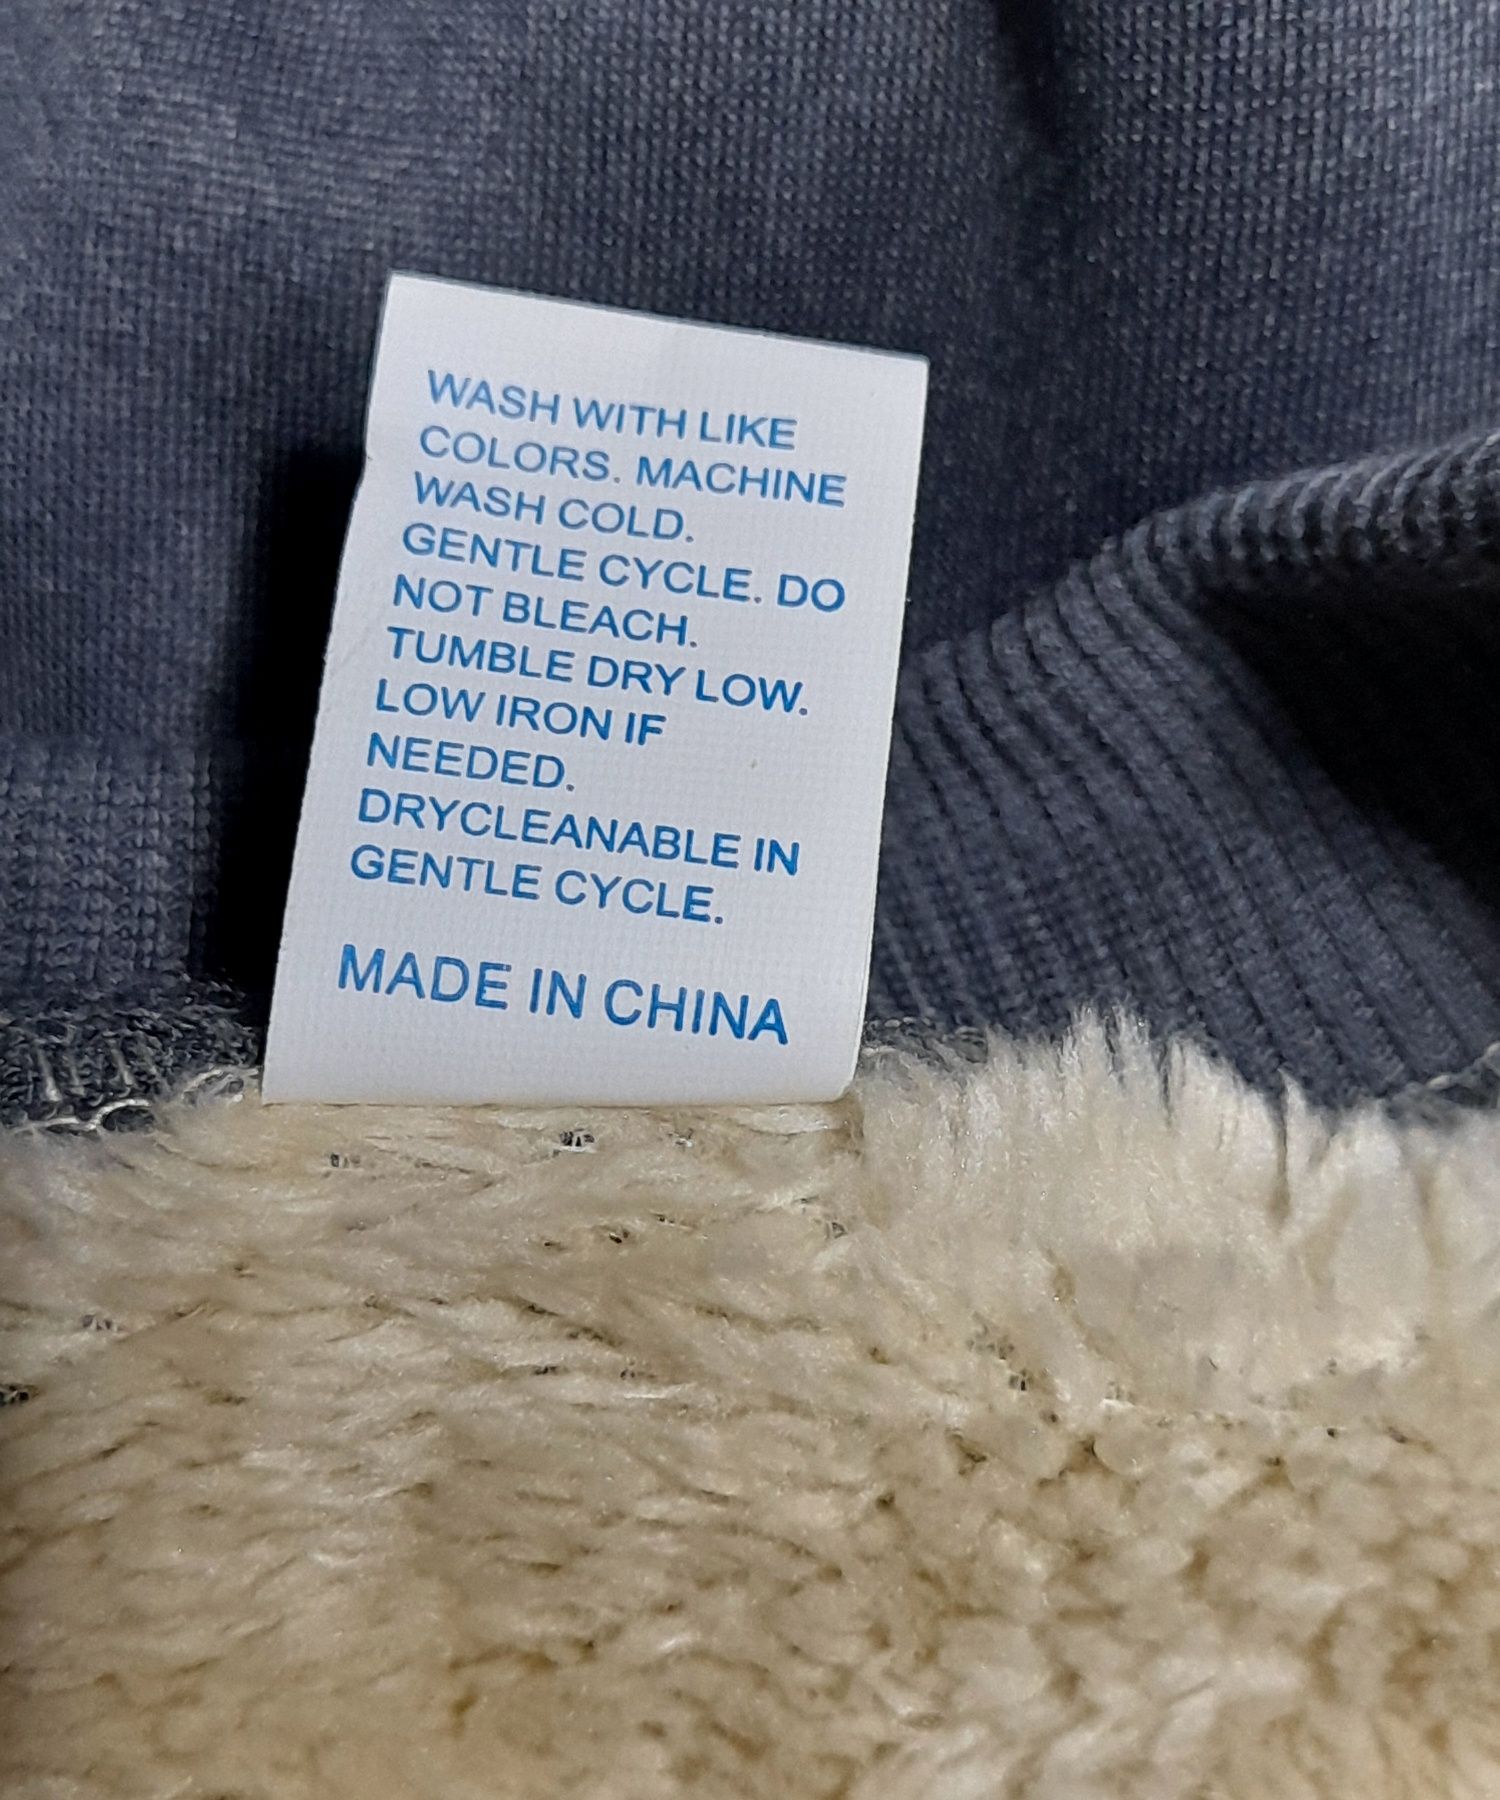 WASH WITH LIKE
COLORS. MACHINE
WASH COLD.
GENTLE CYCLE. DO
NOT BLEACH.
TUMBLE DRY LOW.
LOW IRON IF
NEEDED.
DRYCLEANABLE IN
GENTLE CYCLE.
MADE IN CHINA